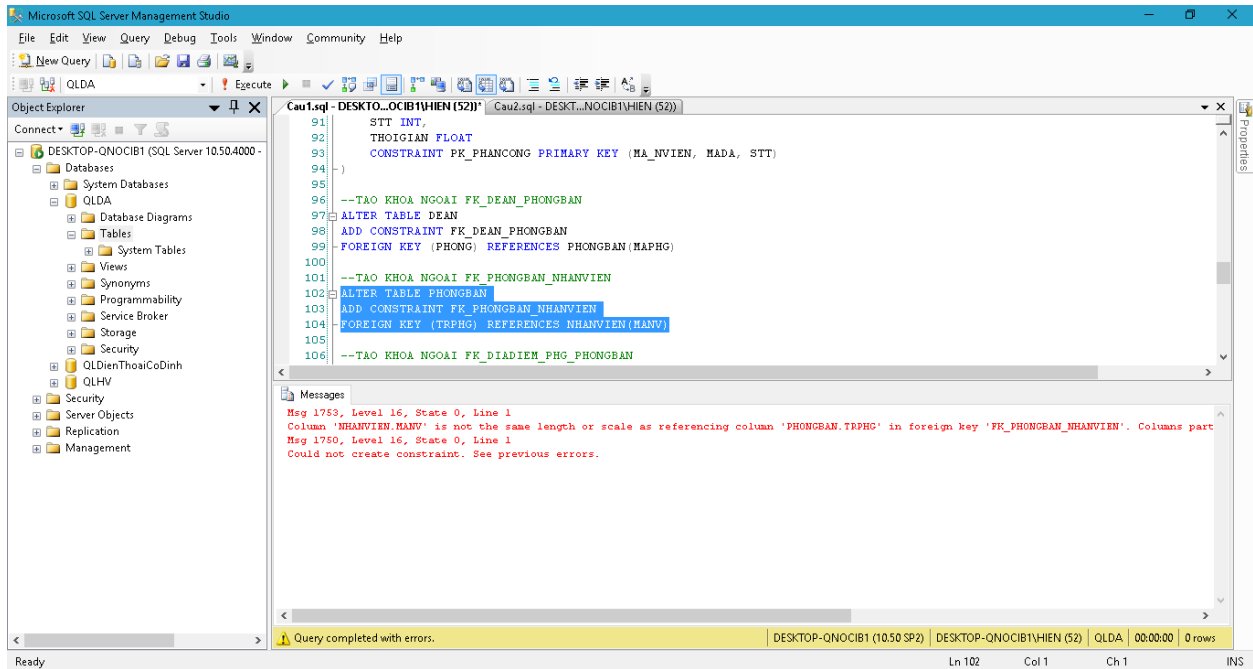 Microsoft SQL Server Management Studio
File Edit View Query Debug Tools Window Community Help
New Query
QLDA Execute
Object Explorer
Connect
DESKTOP-QNOCIB1 (SQL Server 10.50.4000 -
Databases
System Databases
QLDA
Database Diagrams
Tables
System Tables
Views
Synonyms
Programmability
Service Broker
Storage
Security
QLDienThoaiCoDinh
QLHV
Security
Server Objects
Replication
Management
Cau1.sql - DESKTO...OCIB1\HIEN (52))* Cau2.sql - DESKT...NOCIB1\HIEN (52))
91 STT INT,
92 THOIGIAN FLOAT
93 CONSTRAINT PK_PHANCONG PRIMARY KEY (MA_NVIEN, MADA, STT)
94 )
95
96 --TAO KHOA NGOAI FK_DEAN_PHONGBAN
97 ALTER TABLE DEAN
98 ADD CONSTRAINT FK_DEAN_PHONGBAN
99 FOREIGN KEY (PHONG) REFERENCES PHONGBAN(MAPHG)
100
101 --TAO KHOA NGOAI FK_PHONGBAN_NHANVIEN
102 ALTER TABLE PHONGBAN
103 ADD CONSTRAINT FK_PHONGBAN_NHANVIEN
104 FOREIGN KEY (TRPHG) REFERENCES NHANVIEN(MANV)
105
106 --TAO KHOA NGOAI FK_DIADIEM_PHG_PHONGBAN
Properties
Messages
Msg 1753, Level 16, State 0, Line 1
Column 'NHANVIEN.MANV' is not the same length or scale as referencing column 'PHONGBAN.TRPHG' in foreign key 'FK_PHONGBAN_NHANVIEN'. Columns part
Msg 1750, Level 16, State 0, Line 1
Could not create constraint. See previous errors.
Query completed with errors. DESKTOP-QNOCIB1 (10.50 SP2) DESKTOP-QNOCIB1\HIEN (52) QLDA 00:00:00 0 rows
Ready Ln 102 Col 1 Ch 1 INS